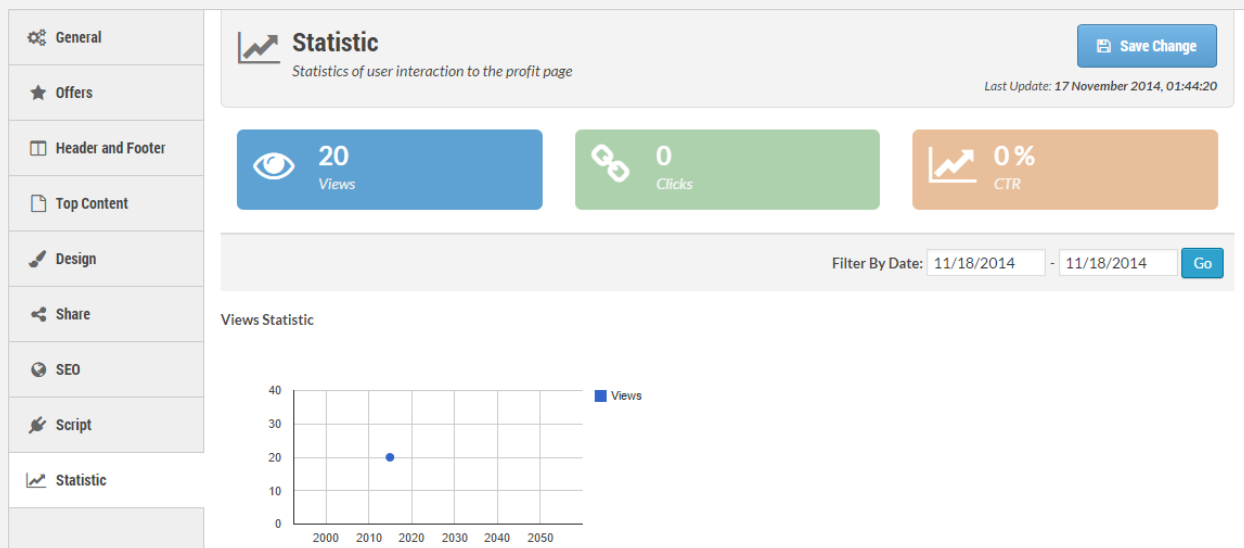 General
Offers
Header and Footer
Top Content
Design
Share
SEO
Script
Statistic
Statistic
Statistics of user interaction to the profit page
Save Change
Last Update: 17 November 2014, 01:44:20
20
Views
0
Clicks
0 %
CTR
Filter By Date: 11/18/2014 - 11/18/2014 Go
Views Statistic
40
30
20
10
0
2000 2010 2020 2030 2040 2050
Views